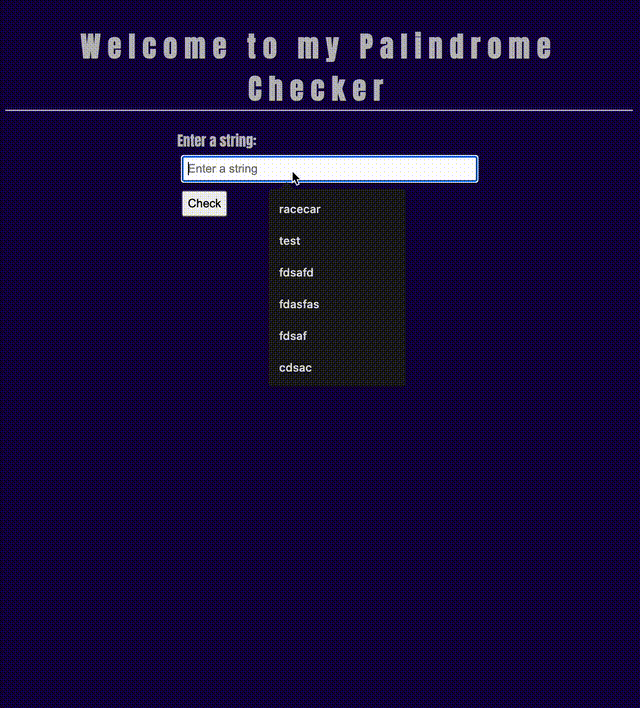 Welcome to my Palindrome
Checker
Enter a string:
Enter a string
Check
racecar
test
fdsafd
fdasfas
fdsaf
cdsac